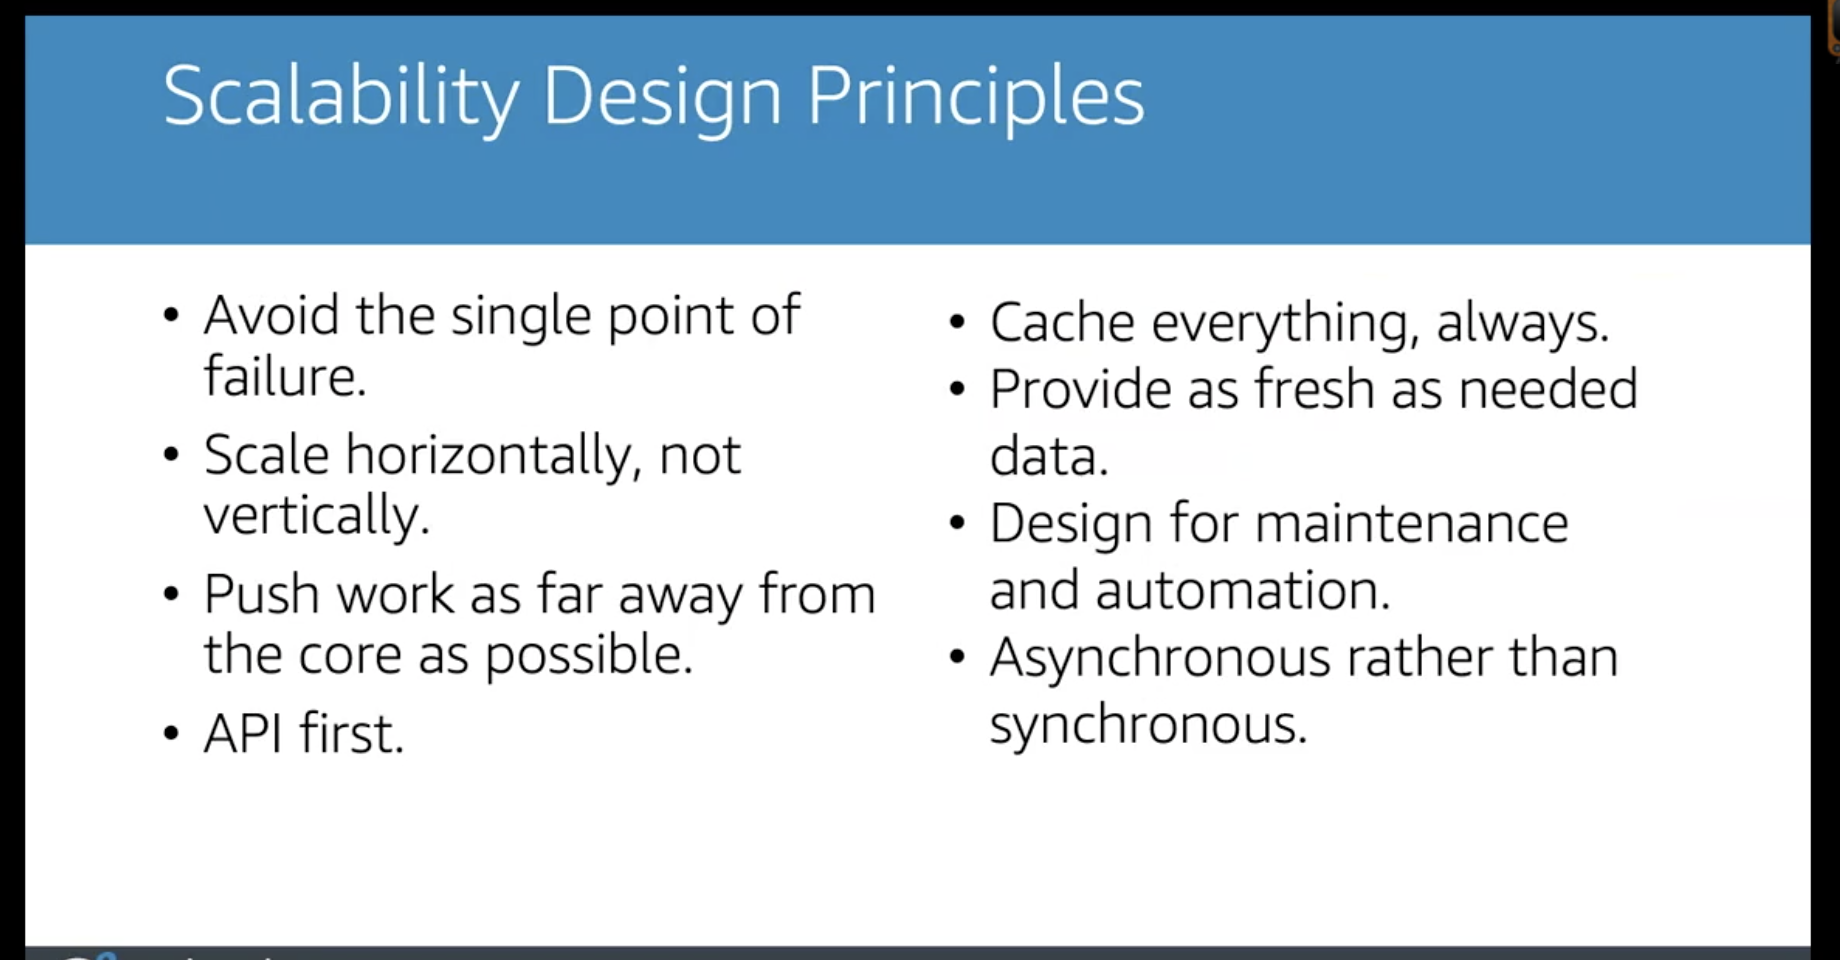 Scalability Design Principles
• Avoid the single point of
failure.
• Scale horizontally, not
vertically.
• Push work as far away from
the core as possible.
• API first.
• Cache everything, always.
• Provide as fresh as needed
data.
• Design for maintenance
and automation.
• Asynchronous rather than
synchronous.